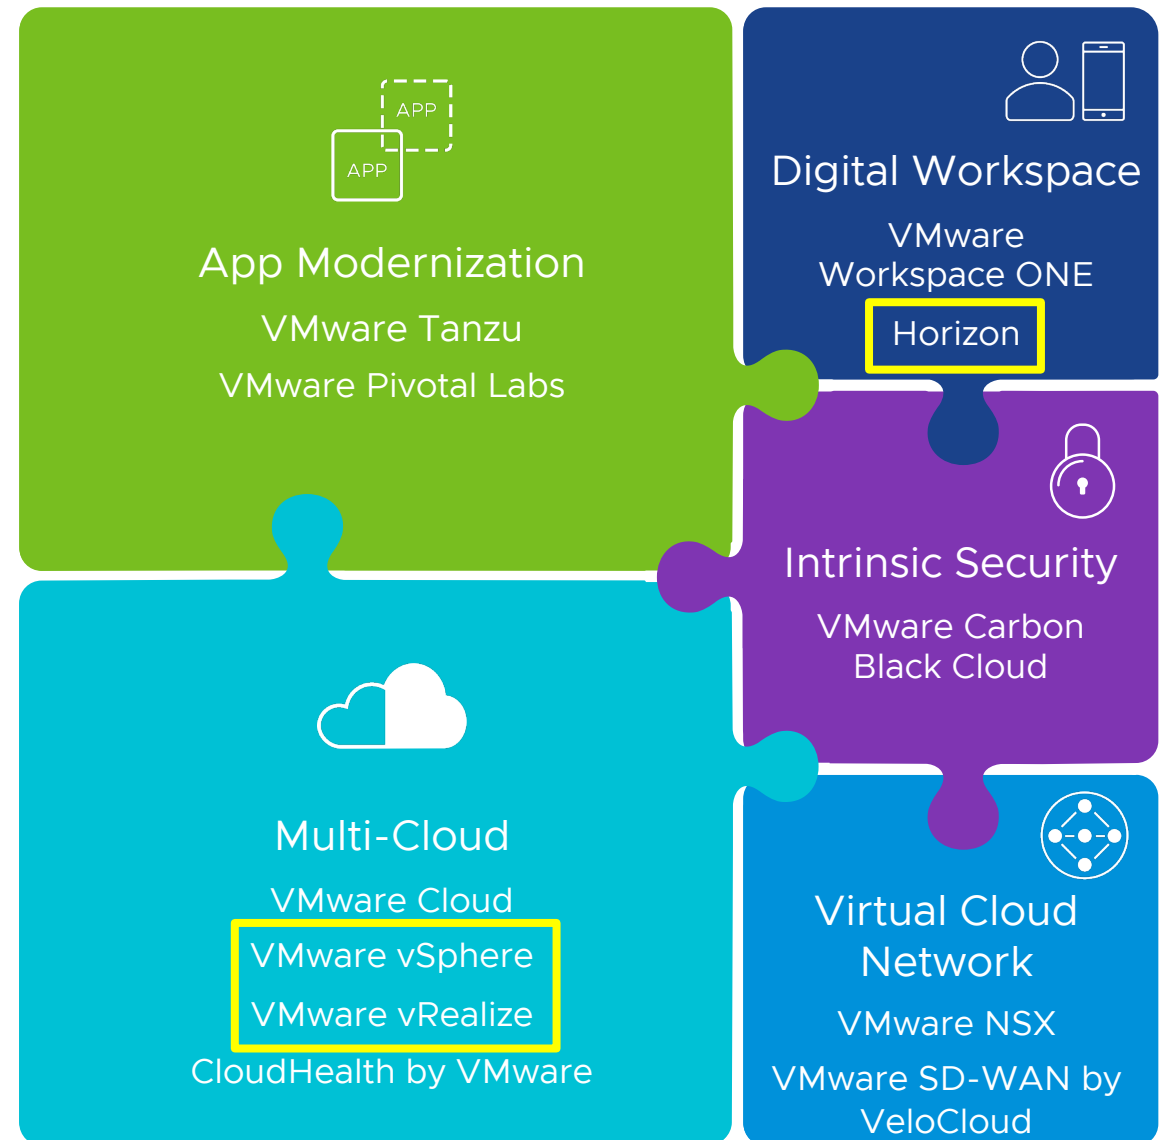 APP
APP
App Modernization
VMware Tanzu
VMware Pivotal Labs
Digital Workspace
VMware
Workspace ONE
Horizon
Intrinsic Security
VMware Carbon
Black Cloud
Multi-Cloud
VMware Cloud
VMware vSphere
VMware vRealize
CloudHealth by VMware
Virtual Cloud
Network
VMware NSX
VMware SD-WAN by
VeloCloud